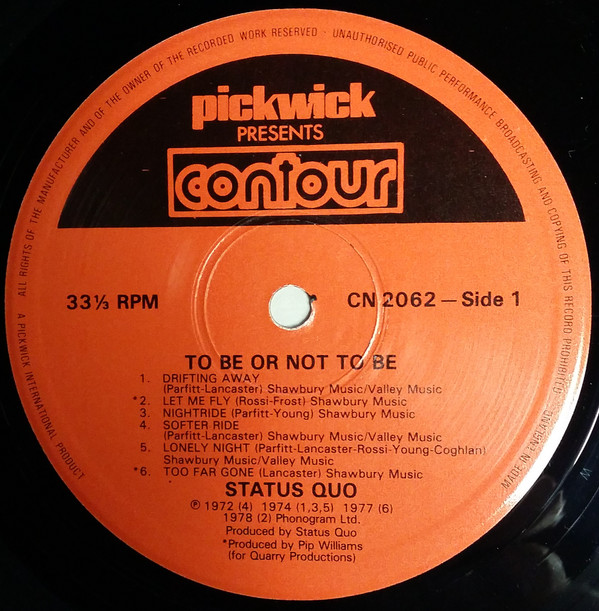 ALL RIGHTS OF THE MANUFACTURER AND OF THE OWNER OF THE RECORDED WORK RESERVED - UNAUTHORISED PUBLIC PERFORMANCE BROADCASTING AND COPYING OF THIS RECORD PROHIBITED
pickwick
PRESENTS
contour
33⅓ RPM
CN 2062 — Side 1
TO BE OR NOT TO BE
1. DRIFTING AWAY
(Parfitt-Lancaster) Shawbury Music/Valley Music
*2. LET ME FLY (Rossi-Frost) Shawbury Music
3. NIGHTRIDE (Parfitt-Young) Shawbury Music
4. SOFTER RIDE
(Parfitt-Lancaster) Shawbury Music/Valley Music
5. LONELY NIGHT (Parfitt-Lancaster-Rossi-Young-Coghlan)
Shawbury Music/Valley Music
*6. TOO FAR GONE (Lancaster) Shawbury Music
STATUS QUO
℗ 1972 (4) 1974 (1,3,5) 1977 (6)
1978 (2) Phonogram Ltd.
Produced by Status Quo
*Produced by Pip Williams
(for Quarry Productions)
A PICKWICK INTERNATIONAL PRODUCT
MADE IN ENGLAND